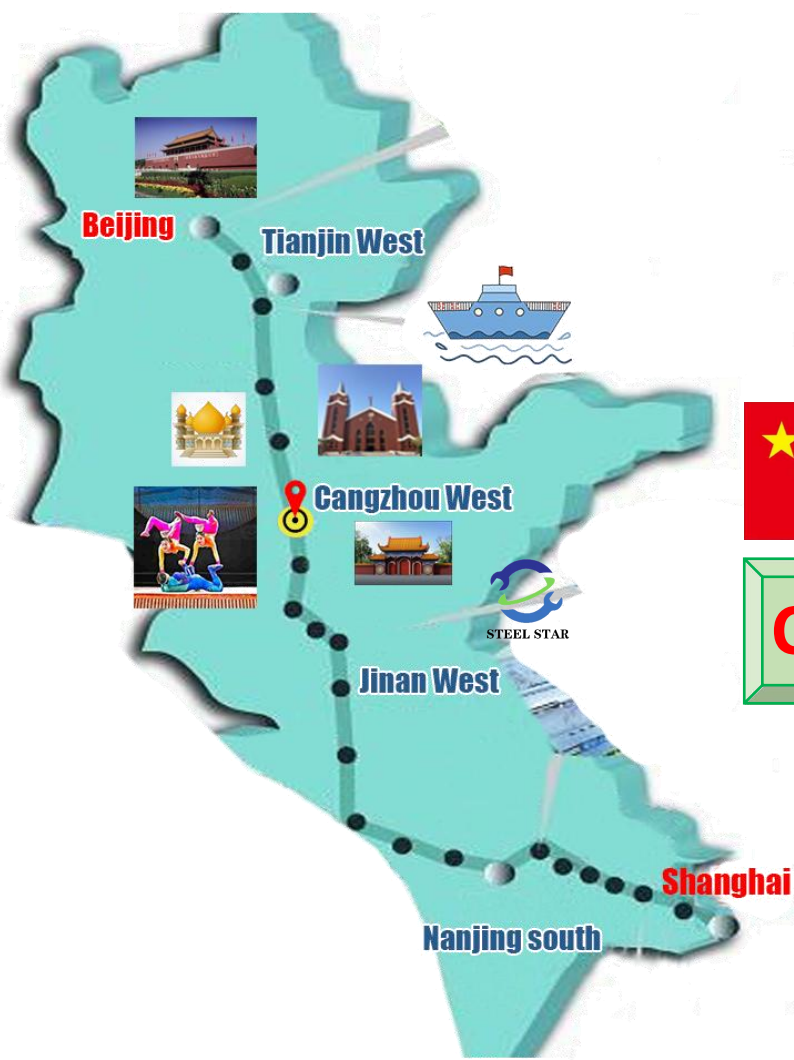 Beijing
Tianjin West
Cangzhou West
STEEL STAR
Jinan West
Shanghai
Nanjing south